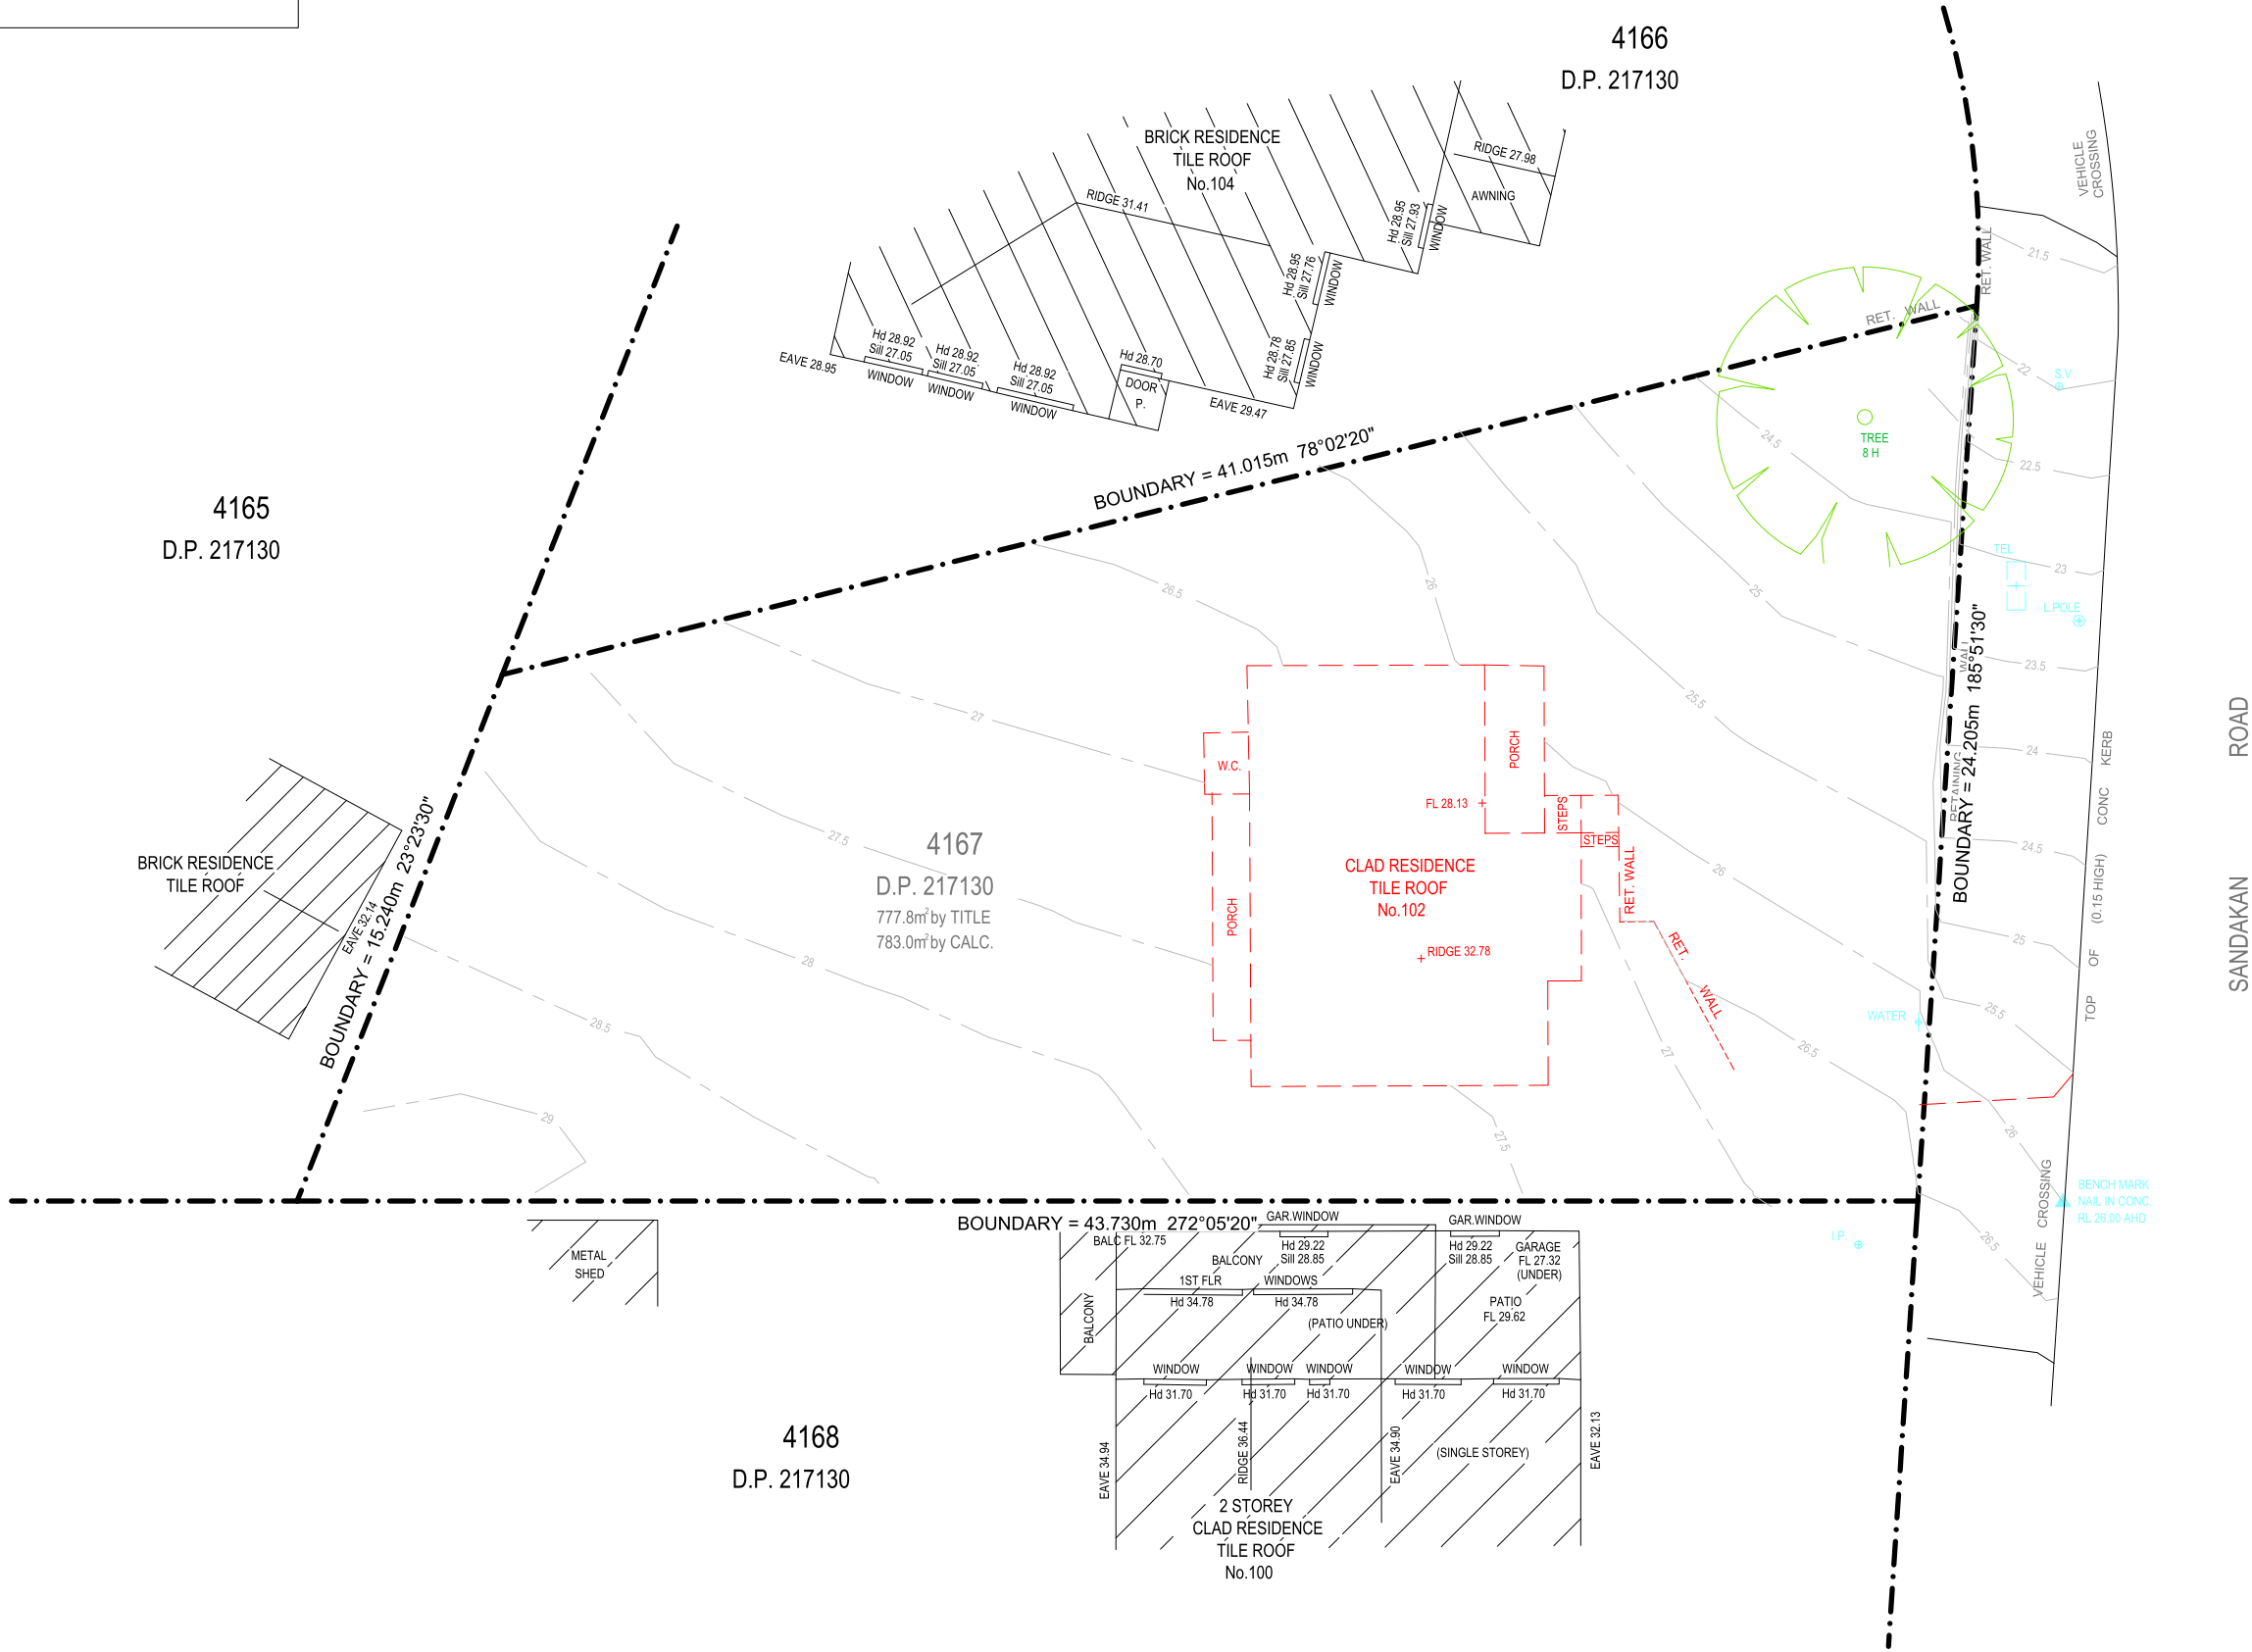 4166
D.P. 217130
VEHICLE
CROSSING
BRICK RESIDENCE
TILE ROOF
No.104
RIDGE 27.98
AWNING
RIDGE 31.41
Hd 28.95
Sill 27.93
WINDOW
Hd 28.95
Sill 27.76
WINDOW
RET. WALL
21.5
RET. WALL
Hd 28.92
Sill 27.05
WINDOW
Hd 28.92
Sill 27.05
WINDOW
Hd 28.92
Sill 27.05
WINDOW
EAVE 28.95
Hd 28.70
DOOR
P.
Hd 28.78
Sill 27.85
WINDOW
EAVE 29.47
22
S.V
TREE
8 H
24.5
22.5
BOUNDARY = 41.015m 78°02'20"
4165
D.P. 217130
TEL
23
L.POLE
26.5
26
25
25.5
23.5
RETAINING
WALL
BOUNDARY = 24.205m 185°51'30"
24
24.5
25
25.5
TOP OF (0.15 HIGH) CONC KERB
SANDAKAN ROAD
27
W.C.
PORCH
FL 28.13
STEPS
STEPS
RET. WALL
27.5
4167
D.P. 217130
777.8m² by TITLE
783.0m² by CALC.
CLAD RESIDENCE
TILE ROOF
No.102
PORCH
RIDGE 32.78
RET.
WALL
26
BRICK RESIDENCE
TILE ROOF
EAVE 32.14
BOUNDARY = 15.240m 23°23'30"
28
28.5
29
27
26.5
27.5
WATER
26
26.5
VEHICLE CROSSING
BENCH MARK
NAIL IN CONC.
RL 26.00 AHD
I.P.
BOUNDARY = 43.730m 272°05'20"
METAL
SHED
BALC FL 32.75
GAR.WINDOW
Hd 29.22
Sill 28.85
BALCONY
GAR.WINDOW
Hd 29.22
Sill 28.85
GARAGE
FL 27.32
(UNDER)
1ST FLR WINDOWS
Hd 34.78
Hd 34.78
BALCONY
(PATIO UNDER)
PATIO
FL 29.62
WINDOW
Hd 31.70
WINDOW
Hd 31.70
WINDOW
Hd 31.70
WINDOW
Hd 31.70
WINDOW
Hd 31.70
4168
D.P. 217130
EAVE 34.94
RIDGE 36.44
EAVE 34.90
(SINGLE STOREY)
EAVE 32.13
2 STOREY
CLAD RESIDENCE
TILE ROOF
No.100